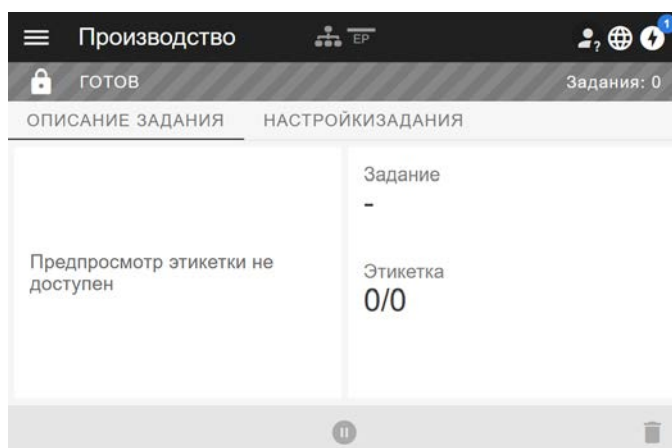 Производство
EP
?
1
ГОТОВ
Задания: 0
ОПИСАНИЕ ЗАДАНИЯ
НАСТРОЙКИЗАДАНИЯ
Задание
-
Предпросмотр этикетки не
доступен
Этикетка
0/0